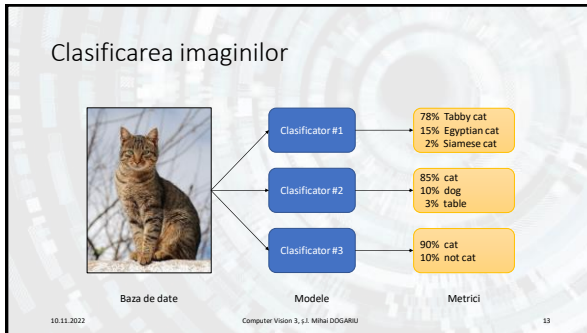 Clasificarea imaginilor
Clasificator #1
78% Tabby cat
15% Egyptian cat
2% Siamese cat
Clasificator #2
85% cat
10% dog
3% table
Clasificator #3
90% cat
10% not cat
Baza de date
Modele
Metrici
10.11.2022
Computer Vision 3, ș.l. Mihai DOGARIU
13